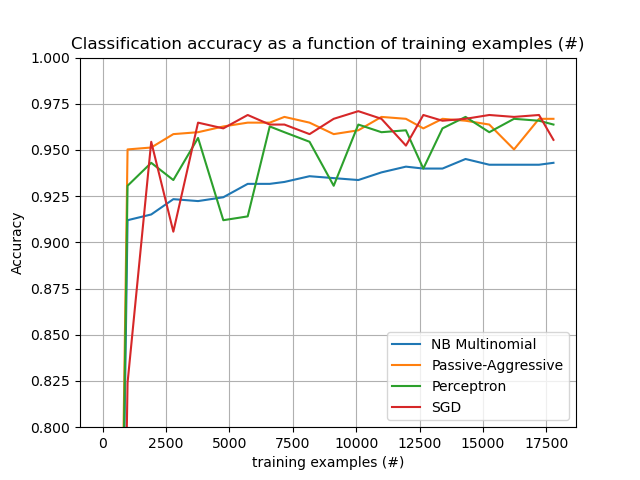 Classification accuracy as a function of training examples (#)
1.000
0.975
0.950
0.925
0.900
0.875
0.850
0.825
0.800
Accuracy
NB Multinomial
Passive-Aggressive
Perceptron
SGD
0 2500 5000 7500 10000 12500 15000 17500
training examples (#)